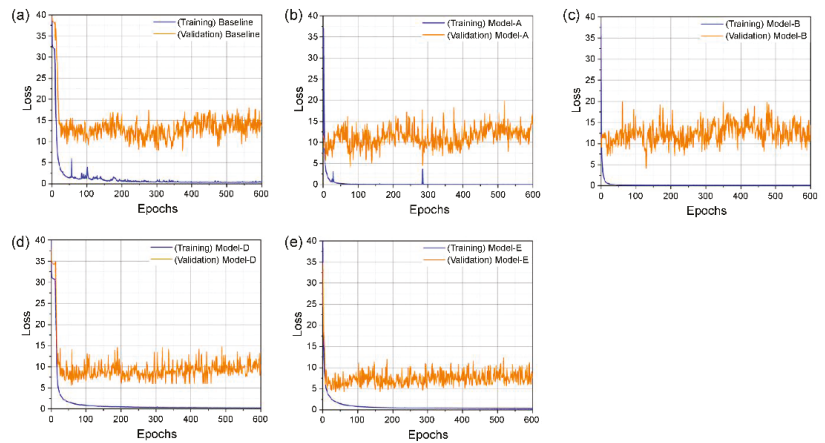 (a)
(Training) Baseline
(Validation) Baseline
Loss
40
35
30
25
20
15
10
5
0
0 100 200 300 400 500 600
Epochs
(b)
(Training) Model-A
(Validation) Model-A
Loss
40
35
30
25
20
15
10
5
0
0 100 200 300 400 500 600
Epochs
(c)
(Training) Model-B
(Validation) Model-B
Loss
40
35
30
25
20
15
10
5
0
0 100 200 300 400 500 600
Epochs
(d)
(Training) Model-D
(Validation) Model-D
Loss
40
35
30
25
20
15
10
5
0
0 100 200 300 400 500 600
Epochs
(e)
(Training) Model-E
(Validation) Model-E
Loss
40
35
30
25
20
15
10
5
0
0 100 200 300 400 500 600
Epochs